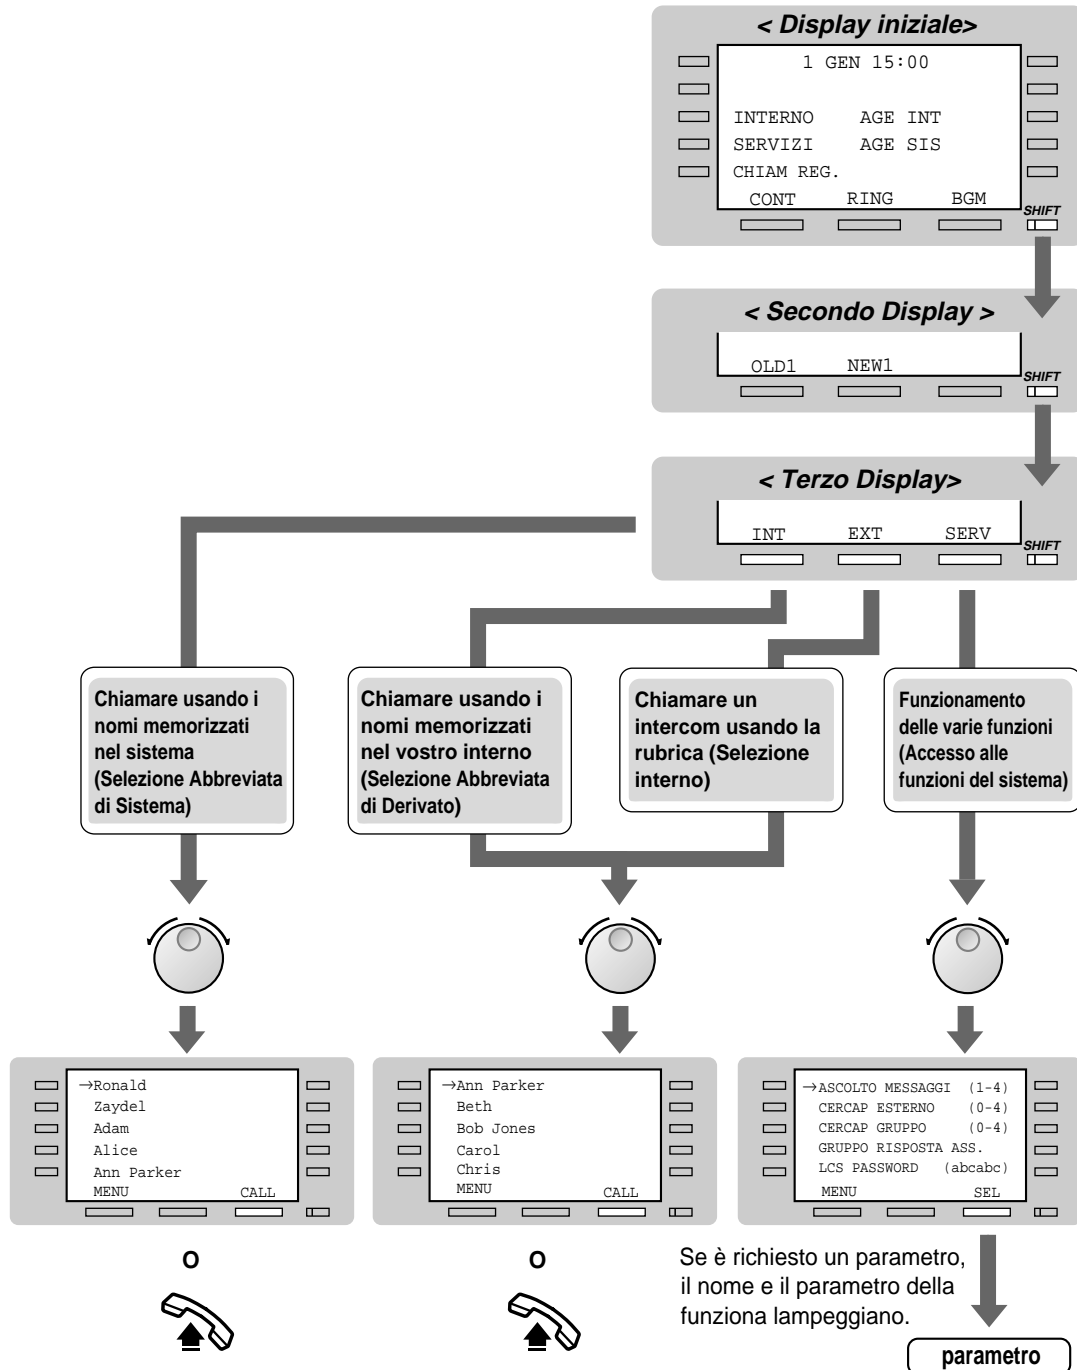 < Display iniziale>
1 GEN 15:00
INTERNO AGE INT
SERVIZI AGE SIS
CHIAM REG.
CONT RING BGM
SHIFT
< Secondo Display >
OLD1 NEW1
SHIFT
< Terzo Display>
INT EXT SERV
SHIFT
Chiamare usando i
nomi memorizzati
nel sistema
(Selezione Abbreviata
di Sistema)
Chiamare usando i
nomi memorizzati
nel vostro interno
(Selezione Abbreviata
di Derivato)
Chiamare un
intercom usando la
rubrica (Selezione
interno)
Funzionamento
delle varie funzioni
(Accesso alle
funzioni del sistema)
→Ronald
Zaydel
Adam
Alice
Ann Parker
MENU CALL
→Ann Parker
Beth
Bob Jones
Carol
Chris
MENU CALL
→ASCOLTO MESSAGGI (1-4)
CERCAP ESTERNO (0-4)
CERCAP GRUPPO (0-4)
GRUPPO RISPOSTA ASS.
LCS PASSWORD (abcabc)
MENU SEL
o
o
Se è richiesto un parametro,
il nome e il parametro della
funziona lampeggiano.
parametro